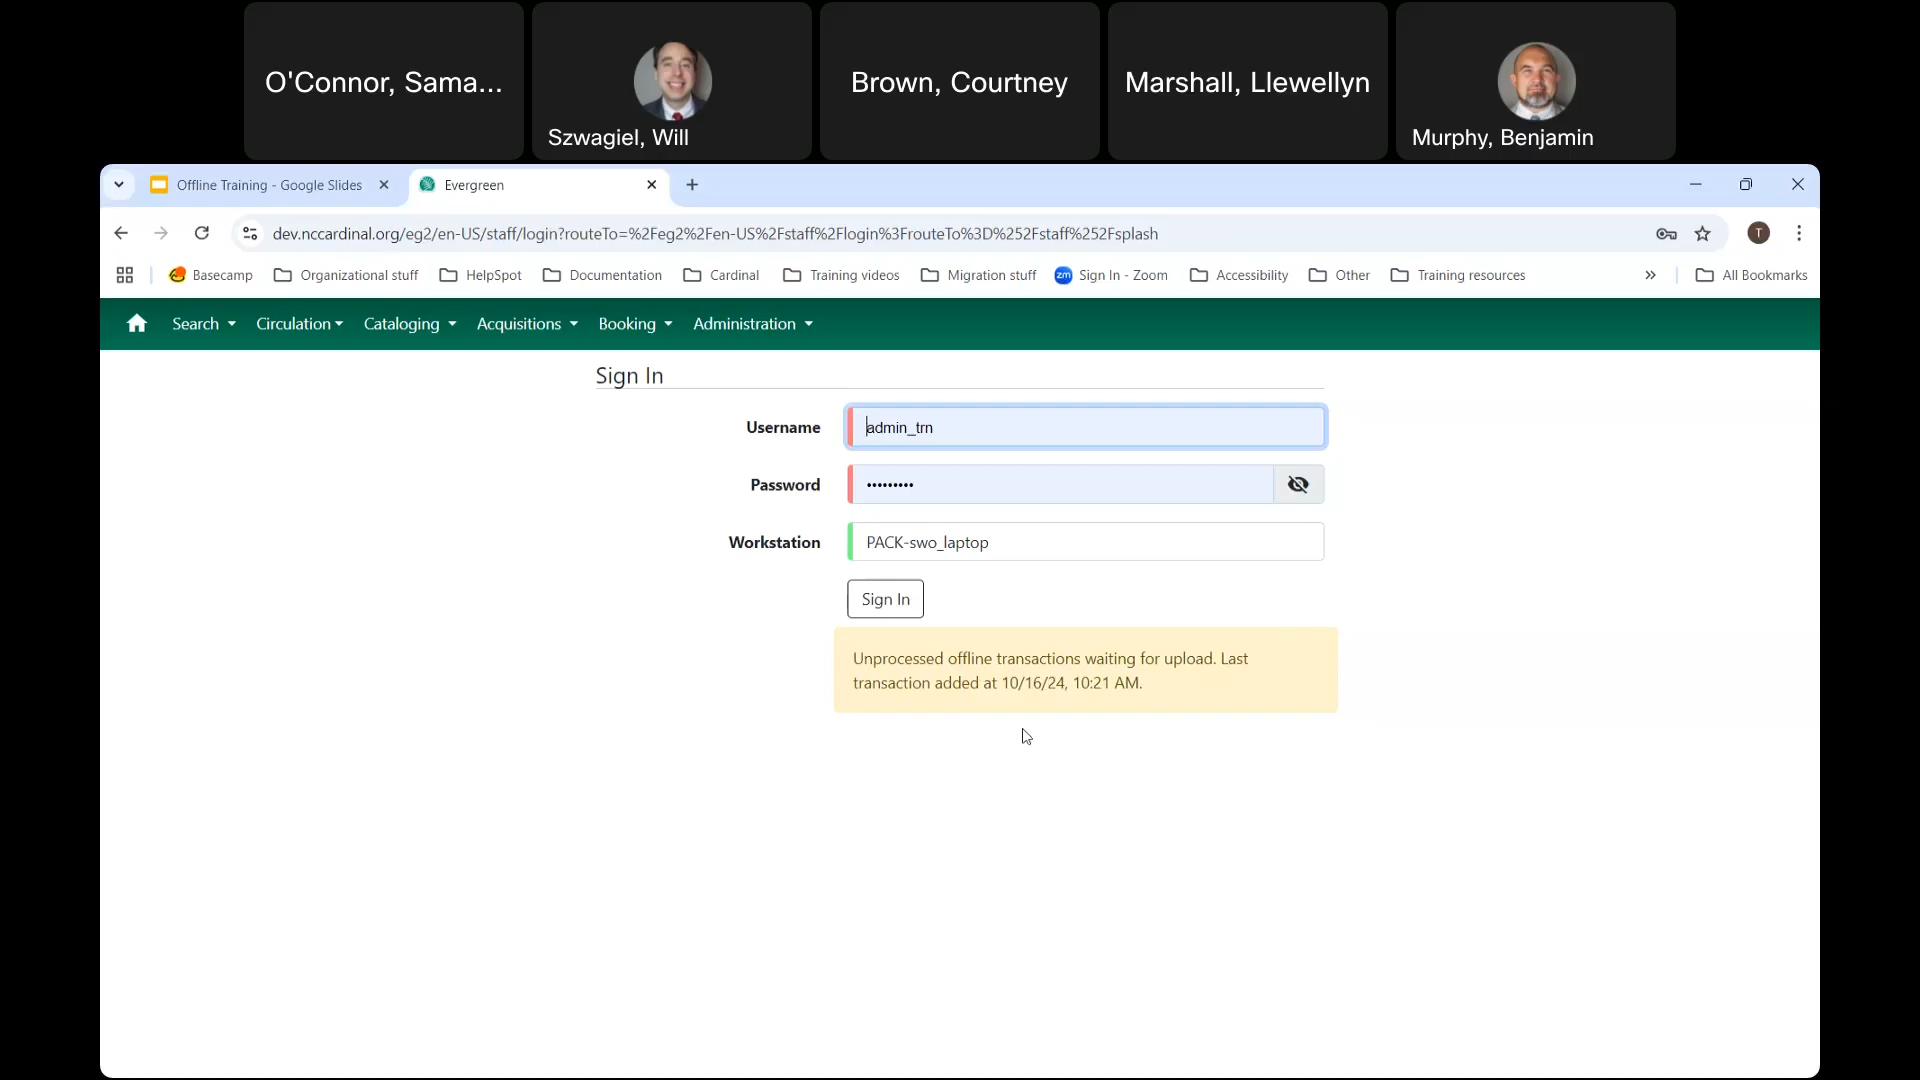 O'Connor, Sama...
Szwagiel, Will
Brown, Courtney
Marshall, Llewellyn
Murphy, Benjamin
Offline Training - Google Slides
Evergreen
dev.nccardinal.org/eg2/en-US/staff/login?routeTo=%2Feg2%2Fen-US%2Fstaff%2Flogin%3FrouteTo%3D%252Fstaff%252Fsplash
T
Basecamp
Organizational stuff
HelpSpot
Documentation
Cardinal
Training videos
Migration stuff
zm
Sign In - Zoom
Accessibility
Other
Training resources
All Bookmarks
Search
Circulation
Cataloging
Acquisitions
Booking
Administration
Sign In
Username
admin_trn
Password
•••••••••
Workstation
PACK-swo_laptop
Sign In
Unprocessed offline transactions waiting for upload. Last
transaction added at 10/16/24, 10:21 AM.